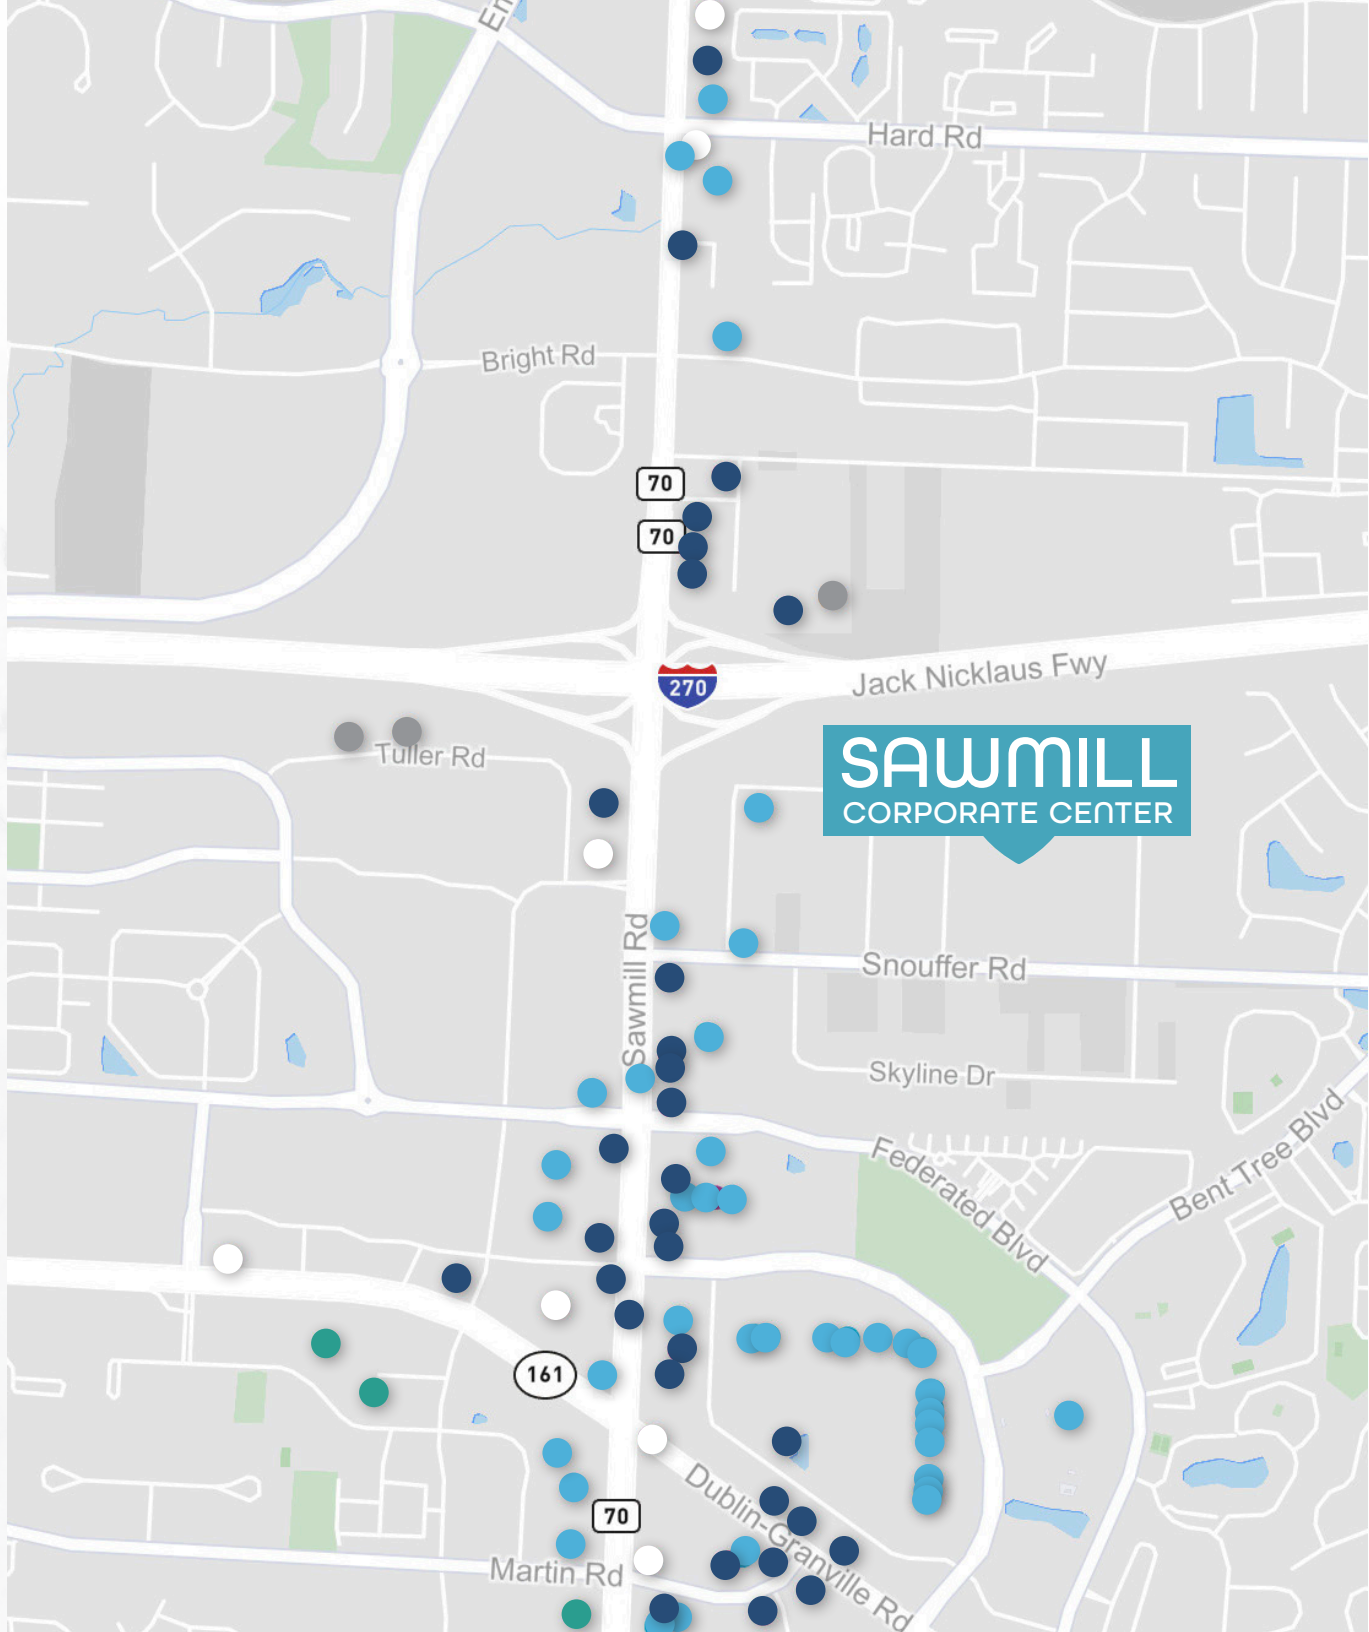 En
Hard Rd
Bright Rd
70
70
270
Jack Nicklaus Fwy
Tuller Rd
SAWMILL
CORPORATE CENTER
Sawmill Rd
Snouffer Rd
Skyline Dr
Bent Tree Blvd
Federated Blvd
161
Dublin-Granville Rd
70
Martin Rd